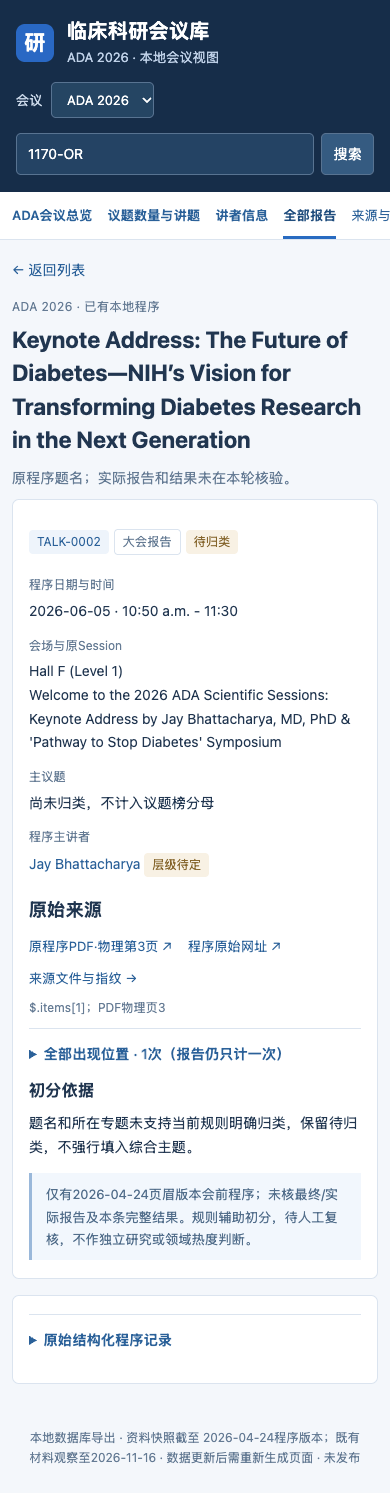 研
临床科研会议库
ADA 2026 · 本地会议视图
会议
ADA 2026
1170-OR
搜索
ADA会议总览 议题数量与讲题 讲者信息 全部报告 来源与
← 返回列表
ADA 2026 · 已有本地程序
Keynote Address: The Future of
Diabetes—NIH’s Vision for
Transforming Diabetes Research
in the Next Generation
原程序题名；实际报告和结果未在本轮核验。
TALK-0002 大会报告 待归类
程序日期与时间
2026-06-05 · 10:50 a.m. - 11:30
会场与原Session
Hall F (Level 1)
Welcome to the 2026 ADA Scientific Sessions:
Keynote Address by Jay Bhattacharya, MD, PhD &
'Pathway to Stop Diabetes' Symposium
主议题
尚未归类，不计入议题榜分母
程序主讲者
Jay Bhattacharya 层级待定
原始来源
原程序PDF·物理第3页 ↗ 程序原始网址 ↗
来源文件与指纹 →
$.items[1]；PDF物理页3
▶ 全部出现位置 · 1次（报告仍只计一次）
初分依据
题名和所在专题未支持当前规则明确归类，保留待归
类，不强行填入综合主题。
仅有2026-04-24页眉版本会前程序；未核最终/实
际报告及本条完整结果。规则辅助初分，待人工复
核，不作独立研究或领域热度判断。
▶ 原始结构化程序记录
本地数据库导出 · 资料快照截至 2026-04-24程序版本；既有
材料观察至2026-11-16 · 数据更新后需重新生成页面 · 未发布